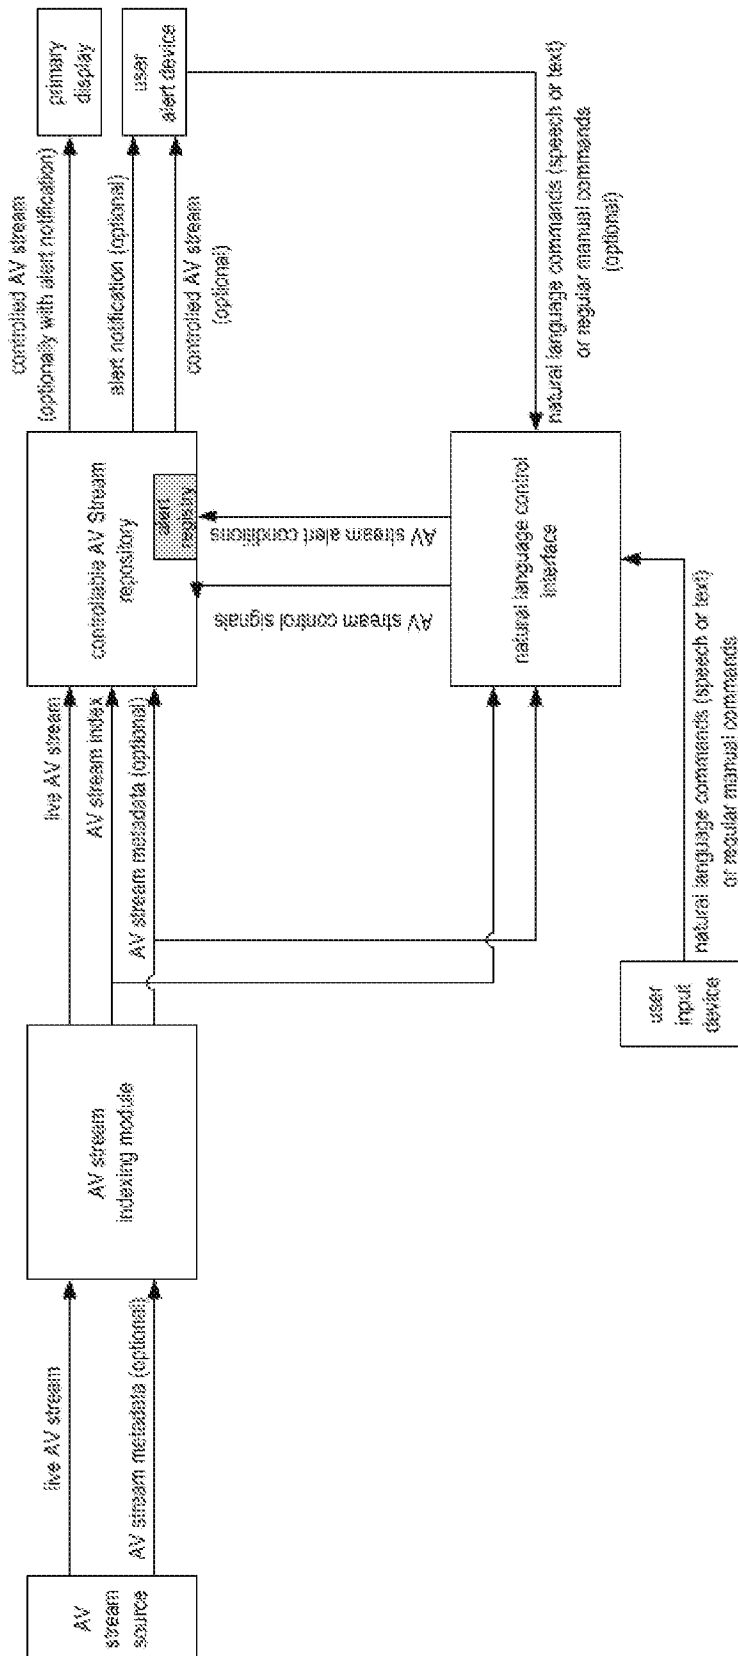 AV
stream
source
live AV stream
AV stream metadata (optional)
AV stream
indexing module
live AV stream
AV stream index
AV stream metadata (optional)
controllable AV Stream
repository
alert
registry
controlled AV stream
(optionally with alert notification)
alert notification (optional)
controlled AV stream
(optional)
primary
display
user
alert device
AV stream control signals
AV stream alert conditions
natural language control
interface
natural language commands (speech or text)
or regular manual commands
(optional)
user
input
device
natural language commands (speech or text)
or regular manual commands